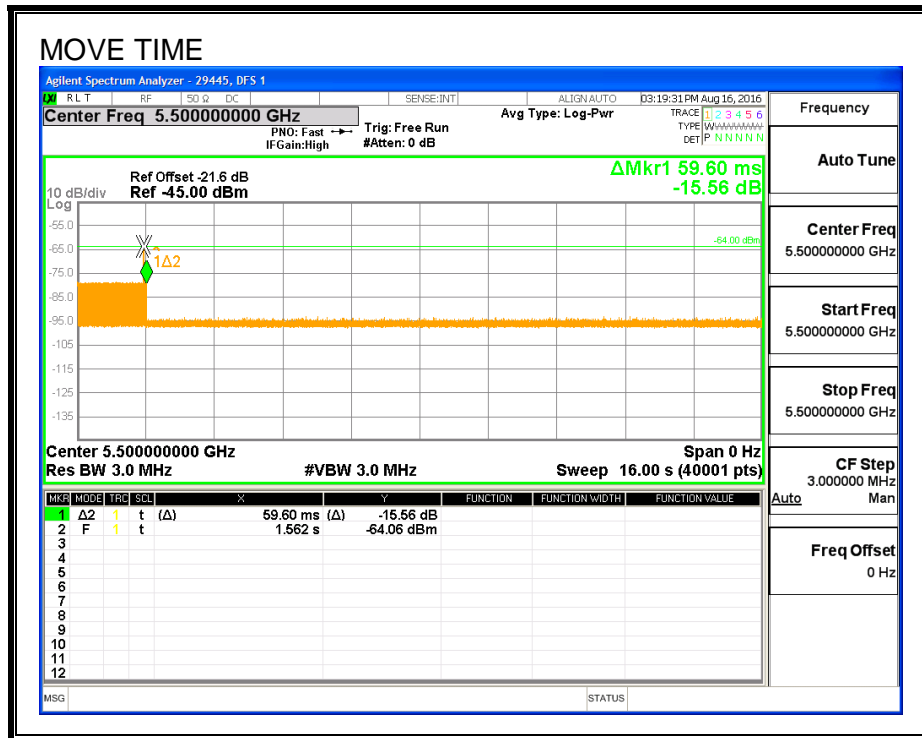 MOVE TIME
Agilent Spectrum Analyzer - 29445, DFS 1
LXI RLT RF 50 Ω DC SENSE:INT ALIGN AUTO 03:19:31 PM Aug 16, 2016
Center Freq 5.500000000 GHz
PNO: Fast
IFGain:High
Trig: Free Run
#Atten: 0 dB
Avg Type: Log-Pwr
TRACE 1 2 3 4 5 6
TYPE
DET P N N N N N
ΔMkr1 59.60 ms
-15.56 dB
Ref Offset -21.6 dB
10 dB/div Ref -45.00 dBm
Log
-55.0
-65.0
-75.0
-85.0
-95.0
-105
-115
-125
-135
-64.00 dBm
1Δ2
Center 5.500000000 GHz Span 0 Hz
Res BW 3.0 MHz #VBW 3.0 MHz Sweep 16.00 s (40001 pts)
MKR MODE TRC SCL X Y FUNCTION FUNCTION WIDTH FUNCTION VALUE
1 Δ2 1 t (Δ) 59.60 ms (Δ) -15.56 dB
2 F 1 t 1.562 s -64.06 dBm
3
4
5
6
7
8
9
10
11
12
MSG STATUS
Frequency
Auto Tune
Center Freq
5.500000000 GHz
Start Freq
5.500000000 GHz
Stop Freq
5.500000000 GHz
CF Step
3.000000 MHz
Auto Man
Freq Offset
0 Hz